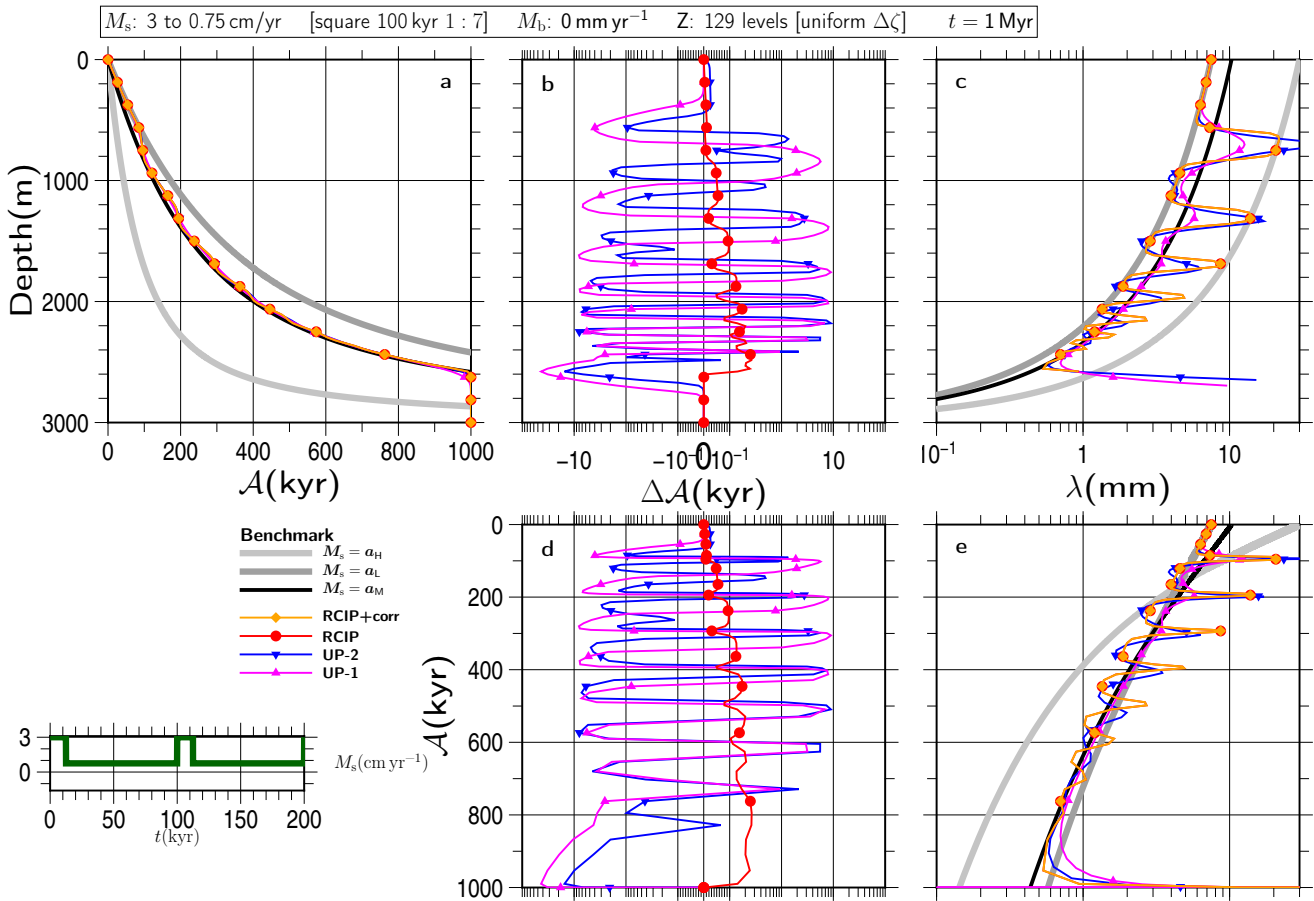 Mₛ: 3 to 0.75 cm/yr [square 100 kyr 1 : 7] M_b: 0 mm yr⁻¹ Z: 129 levels [uniform Δζ] t = 1 Myr
a b c
0
1000
2000
3000
Depth(m)
0 200 400 600 800 1000
𝒜(kyr)
−10 −10⁻¹ 0 10⁻¹ 10
Δ𝒜(kyr)
10⁻¹ 1 10
λ(mm)
Benchmark
Mₛ = a_H
Mₛ = a_L
Mₛ = a_M
RCIP+corr
RCIP
UP-2
UP-1
d e
0
200
400
600
800
1000
𝒜(kyr)
3
0
Mₛ(cm yr⁻¹)
0 50 100 150 200
t(kyr)